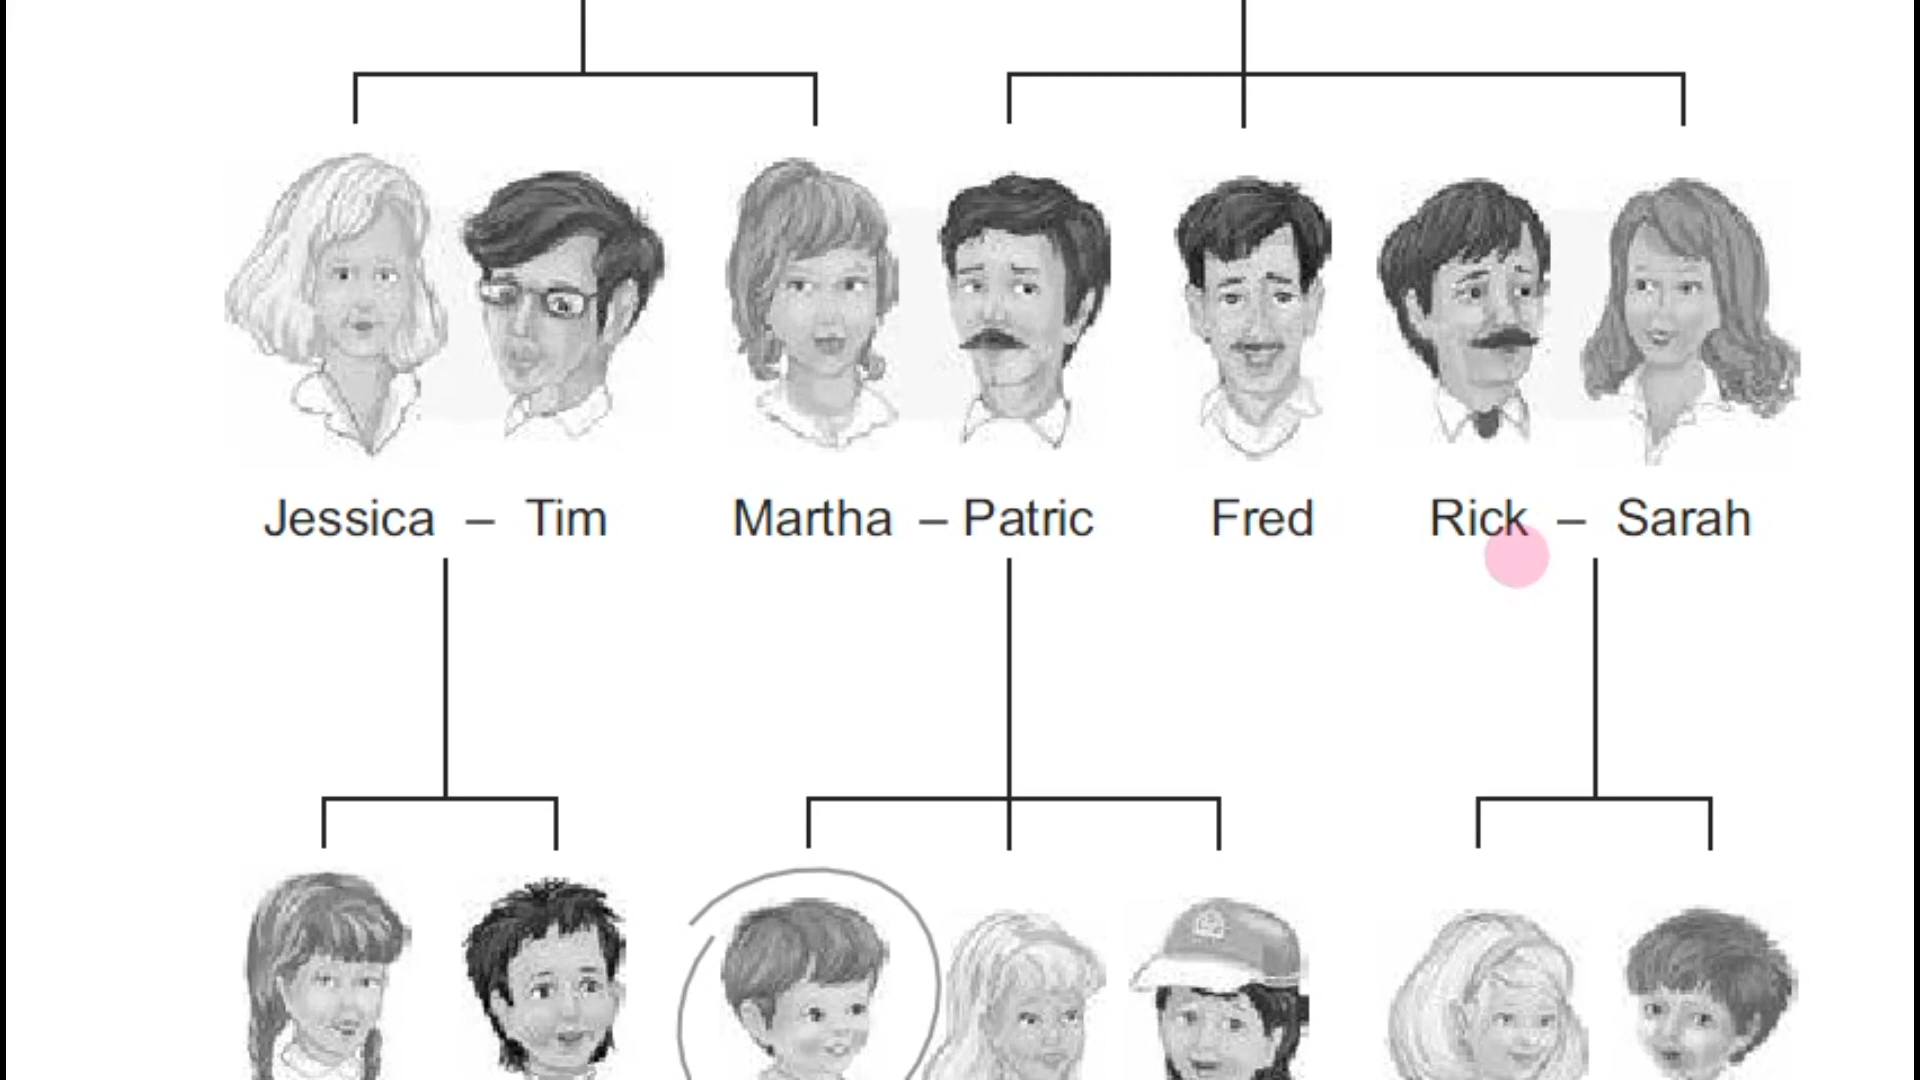 Jessica – Tim Martha – Patric Fred Rick – Sarah